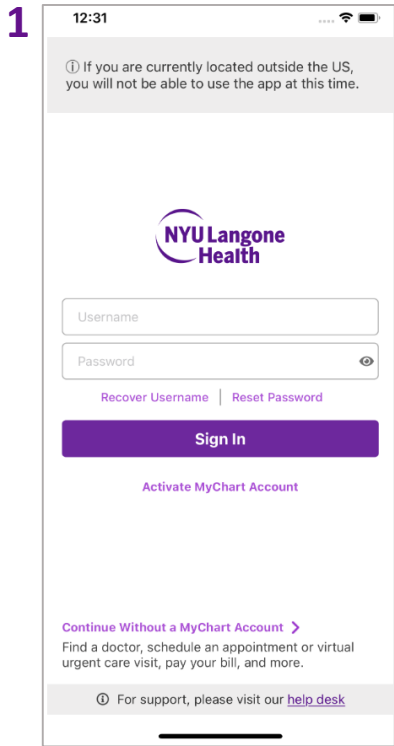 1
12:31
ⓘ If you are currently located outside the US,
you will not be able to use the app at this time.
NYU Langone
Health
Username
Password
Recover Username | Reset Password
Sign In
Activate MyChart Account
Continue Without a MyChart Account >
Find a doctor, schedule an appointment or virtual
urgent care visit, pay your bill, and more.
ⓘ For support, please visit our help desk